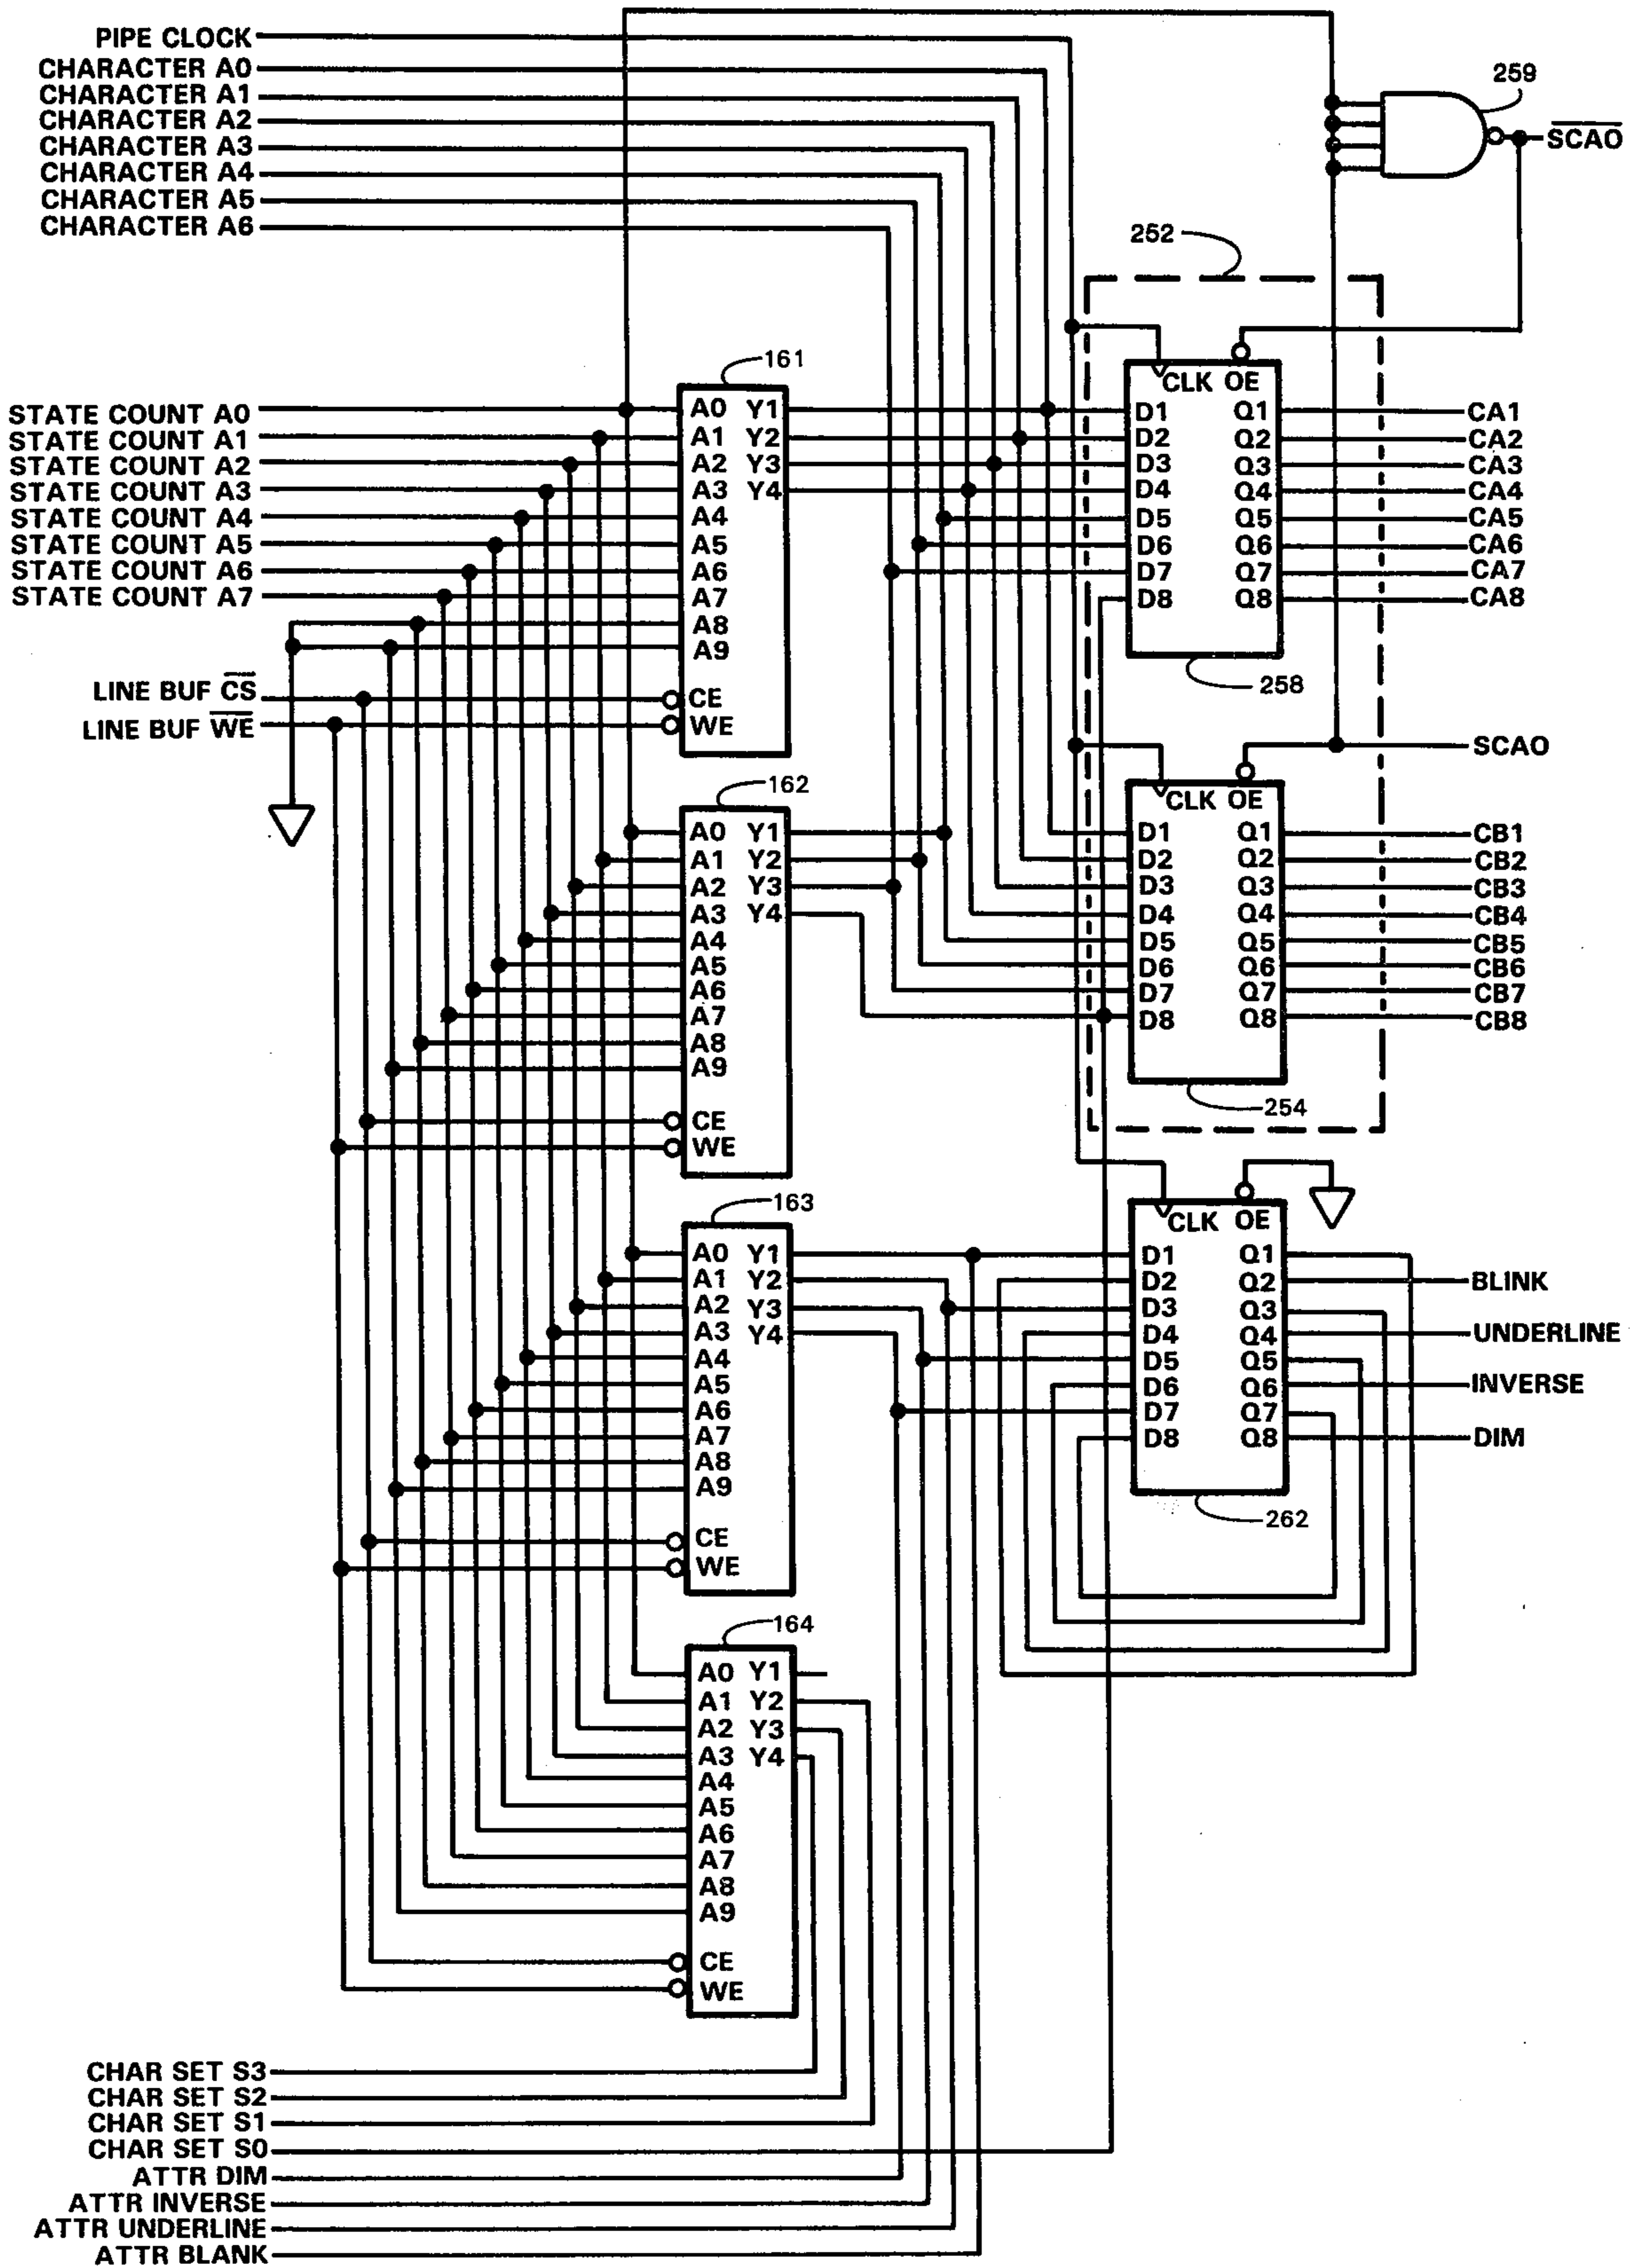 PIPE CLOCK
CHARACTER A0
CHARACTER A1
CHARACTER A2
CHARACTER A3
CHARACTER A4
CHARACTER A5
CHARACTER A6
259
S̅C̅A̅O̅
252
161
STATE COUNT A0
STATE COUNT A1
STATE COUNT A2
STATE COUNT A3
STATE COUNT A4
STATE COUNT A5
STATE COUNT A6
STATE COUNT A7
LINE BUF C̅S̅
LINE BUF W̅E̅
A0 Y1
A1 Y2
A2 Y3
A3 Y4
A4
A5
A6
A7
A8
A9
CE
WE
CLK OE
D1 Q1 CA1
D2 Q2 CA2
D3 Q3 CA3
D4 Q4 CA4
D5 Q5 CA5
D6 Q6 CA6
D7 Q7 CA7
D8 Q8 CA8
258
SCAO
162
A0 Y1
A1 Y2
A2 Y3
A3 Y4
A4
A5
A6
A7
A8
A9
CE
WE
CLK OE
D1 Q1 CB1
D2 Q2 CB2
D3 Q3 CB3
D4 Q4 CB4
D5 Q5 CB5
D6 Q6 CB6
D7 Q7 CB7
D8 Q8 CB8
254
163
A0 Y1
A1 Y2
A2 Y3
A3 Y4
A4
A5
A6
A7
A8
A9
CE
WE
CLK OE
D1 Q1
D2 Q2 BLINK
D3 Q3
D4 Q4 UNDERLINE
D5 Q5
D6 Q6 INVERSE
D7 Q7
D8 Q8 DIM
262
164
A0 Y1
A1 Y2
A2 Y3
A3 Y4
A4
A5
A6
A7
A8
A9
CE
WE
CHAR SET S3
CHAR SET S2
CHAR SET S1
CHAR SET S0
ATTR DIM
ATTR INVERSE
ATTR UNDERLINE
ATTR BLANK